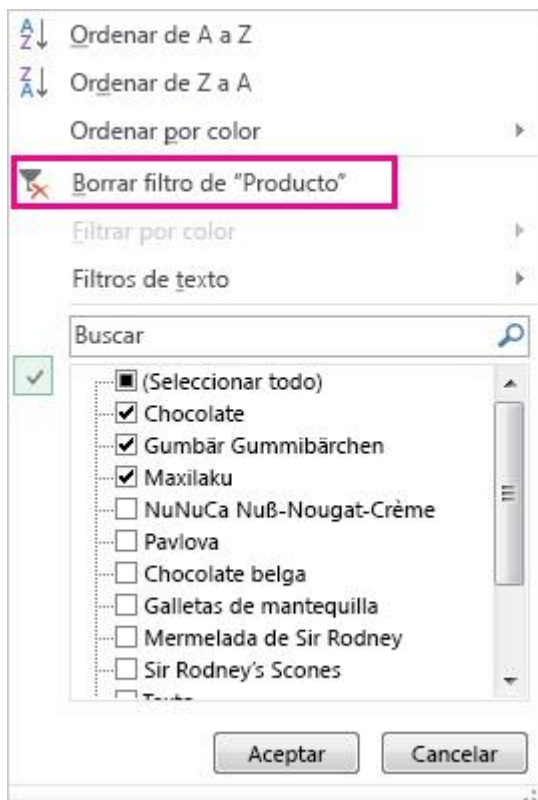 Ordenar de A a Z
Ordenar de Z a A
Ordenar por color
Borrar filtro de "Producto"
Filtrar por color
Filtros de texto
Buscar
(Seleccionar todo)
Chocolate
Gumbär Gummibärchen
Maxilaku
NuNuCa Nuß-Nougat-Crème
Pavlova
Chocolate belga
Galletas de mantequilla
Mermelada de Sir Rodney
Sir Rodney's Scones
Aceptar Cancelar